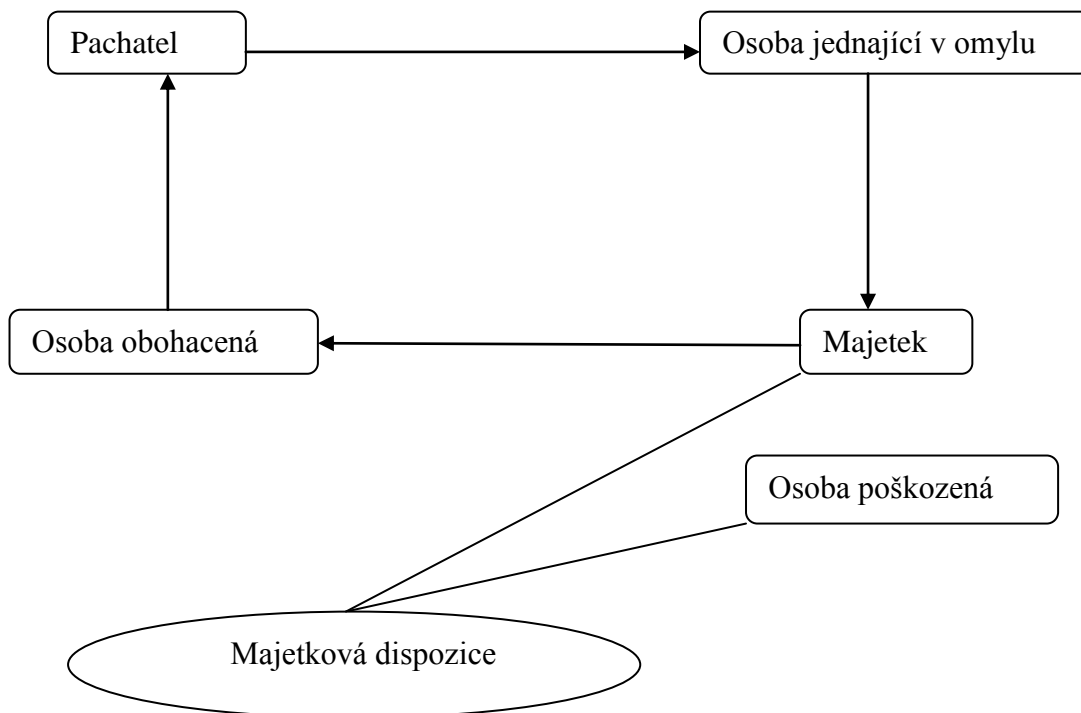 Pachatel
Osoba jednající v omylu
Osoba obohacená
Majetek
Osoba poškozená
Majetková dispozice